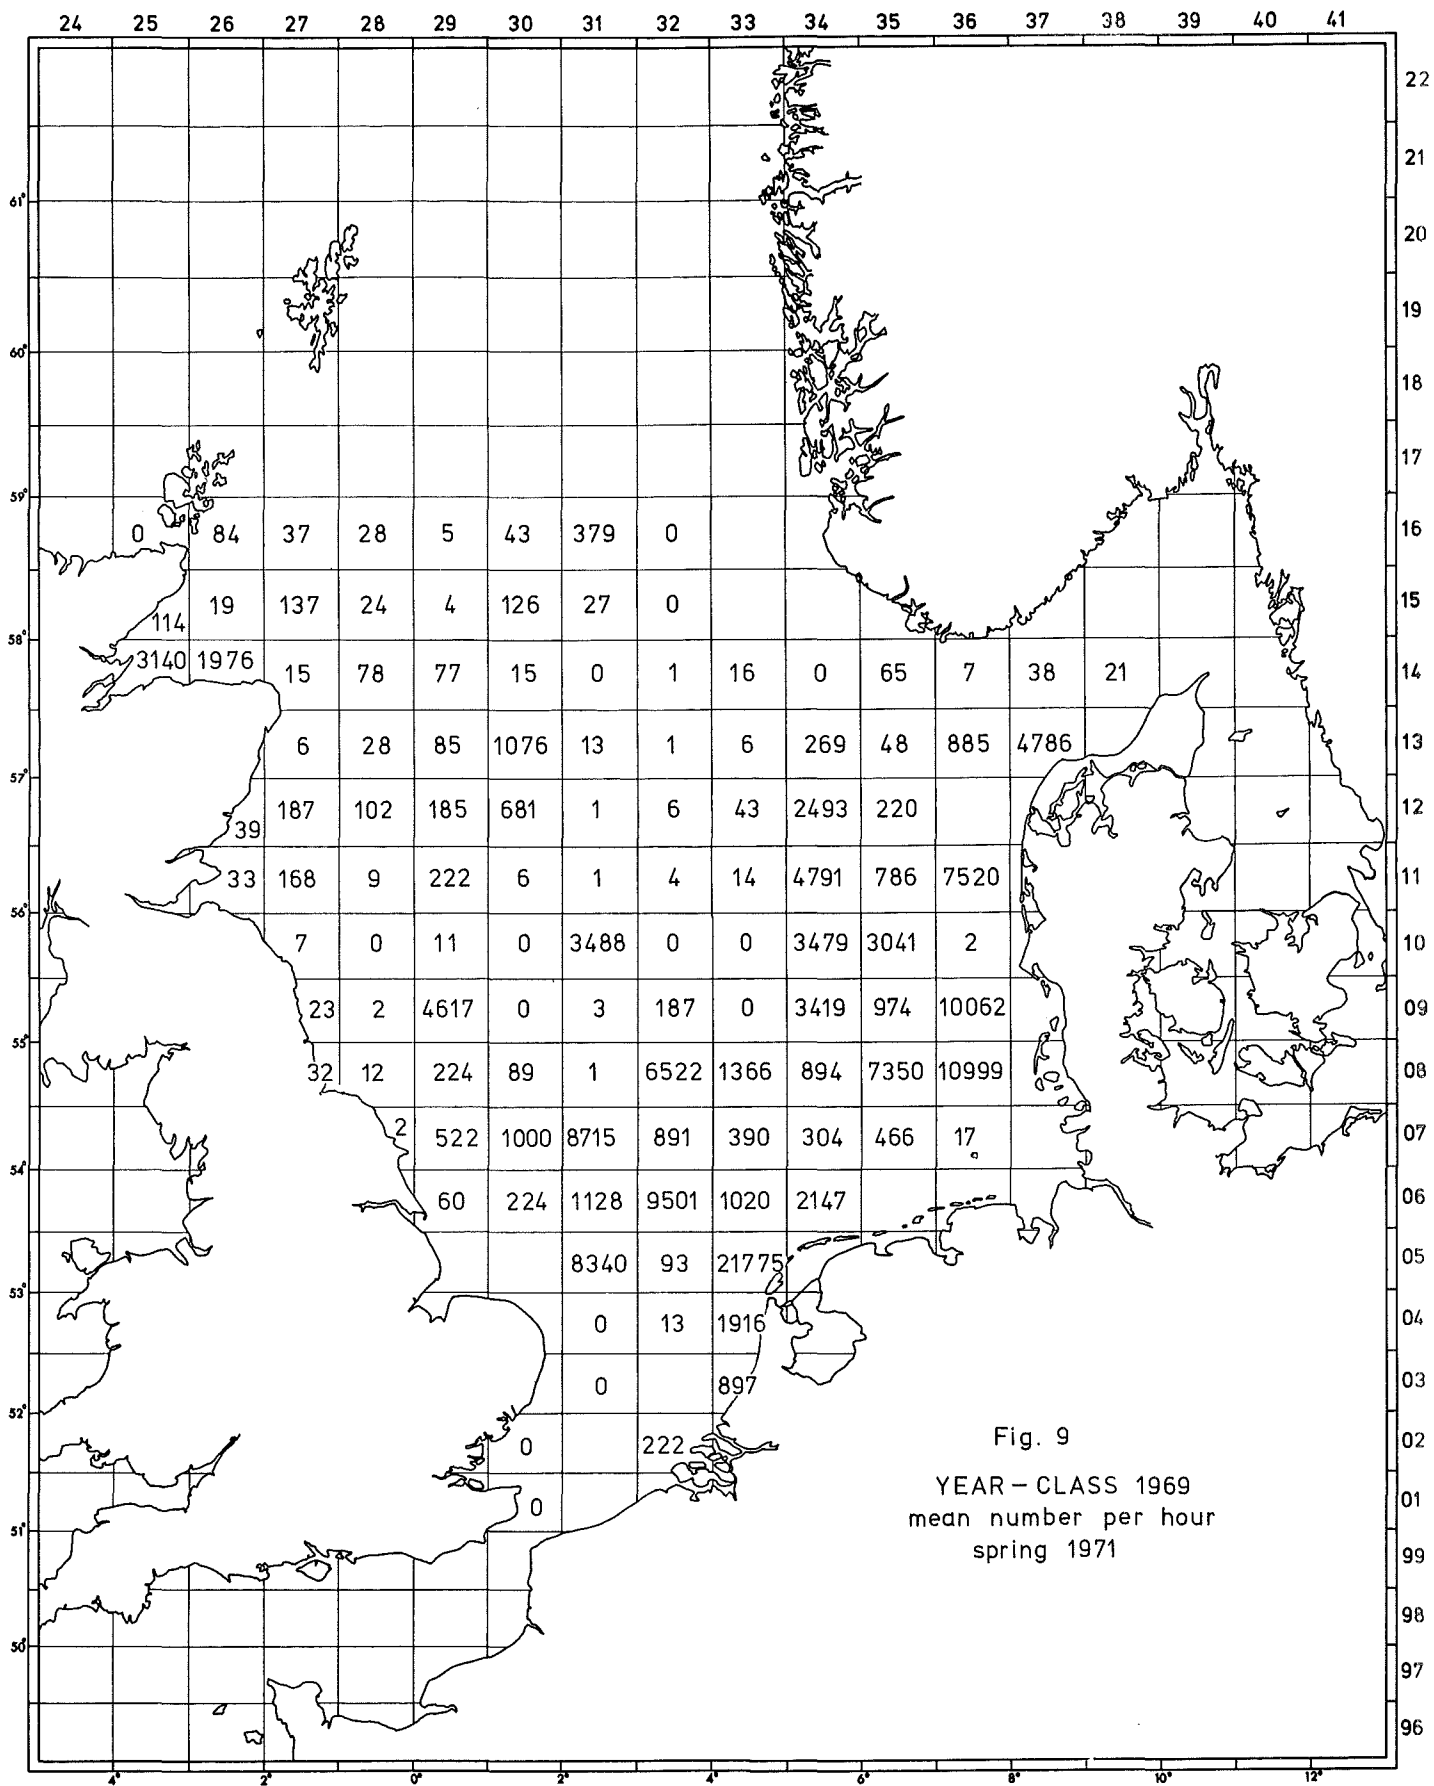 24 25 26 27 28 29 30 31 32 33 34 35 36 37 38 39 40 41
22
21
61°
20
19
60°
18
17
59°
0 84 37 28 5 43 379 0 16
114 19 137 24 4 126 27 0 15
58°
3140 1976 15 78 77 15 0 1 16 0 65 7 38 21 14
6 28 85 1076 13 1 6 269 48 885 4786 13
57°
39 187 102 185 681 1 6 43 2493 220 12
33 168 9 222 6 1 4 14 4791 786 7520 11
56°
7 0 11 0 3488 0 0 3479 3041 2 10
23 2 4617 0 3 187 0 3419 974 10062 09
55°
32 12 224 89 1 6522 1366 894 7350 10999 08
2 522 1000 8715 891 390 304 466 17 07
54°
60 224 1128 9501 1020 2147 06
8340 93 21775 05
53°
0 13 1916 04
0 897 03
52°
0 222 02
0 01
51°
99
98
50°
97
96
4° 2° 0° 2° 4° 6° 8° 10° 12°
Fig. 9
YEAR – CLASS 1969
mean number per hour
spring 1971